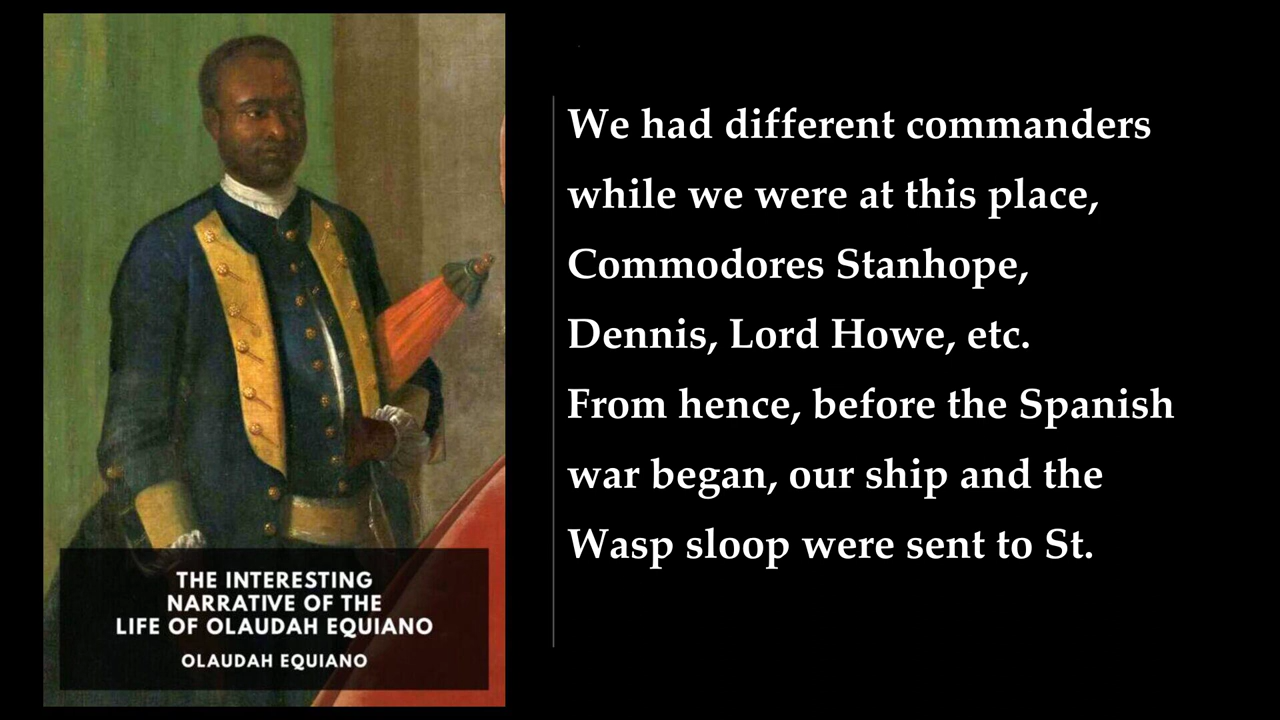 THE INTERESTING
NARRATIVE OF THE
LIFE OF OLAUDAH EQUIANO
OLAUDAH EQUIANO
We had different commanders
while we were at this place,
Commodores Stanhope,
Dennis, Lord Howe, etc.
From hence, before the Spanish
war began, our ship and the
Wasp sloop were sent to St.